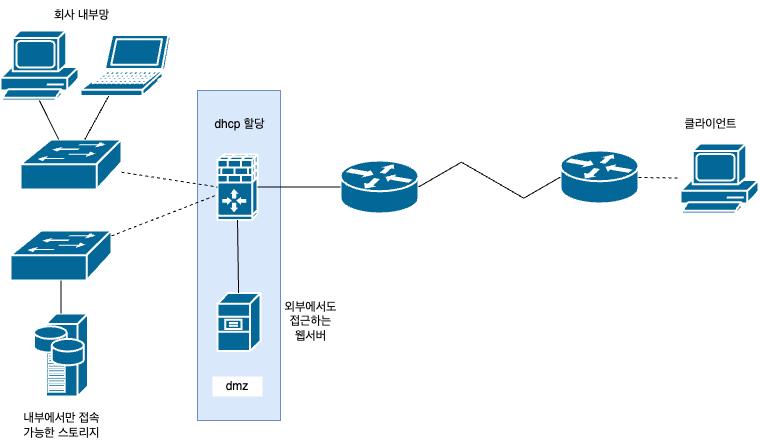 회사 내부망
dhcp 할당
클라이언트
외부에서도
접근하는
웹서버
dmz
내부에서만 접속
가능한 스토리지